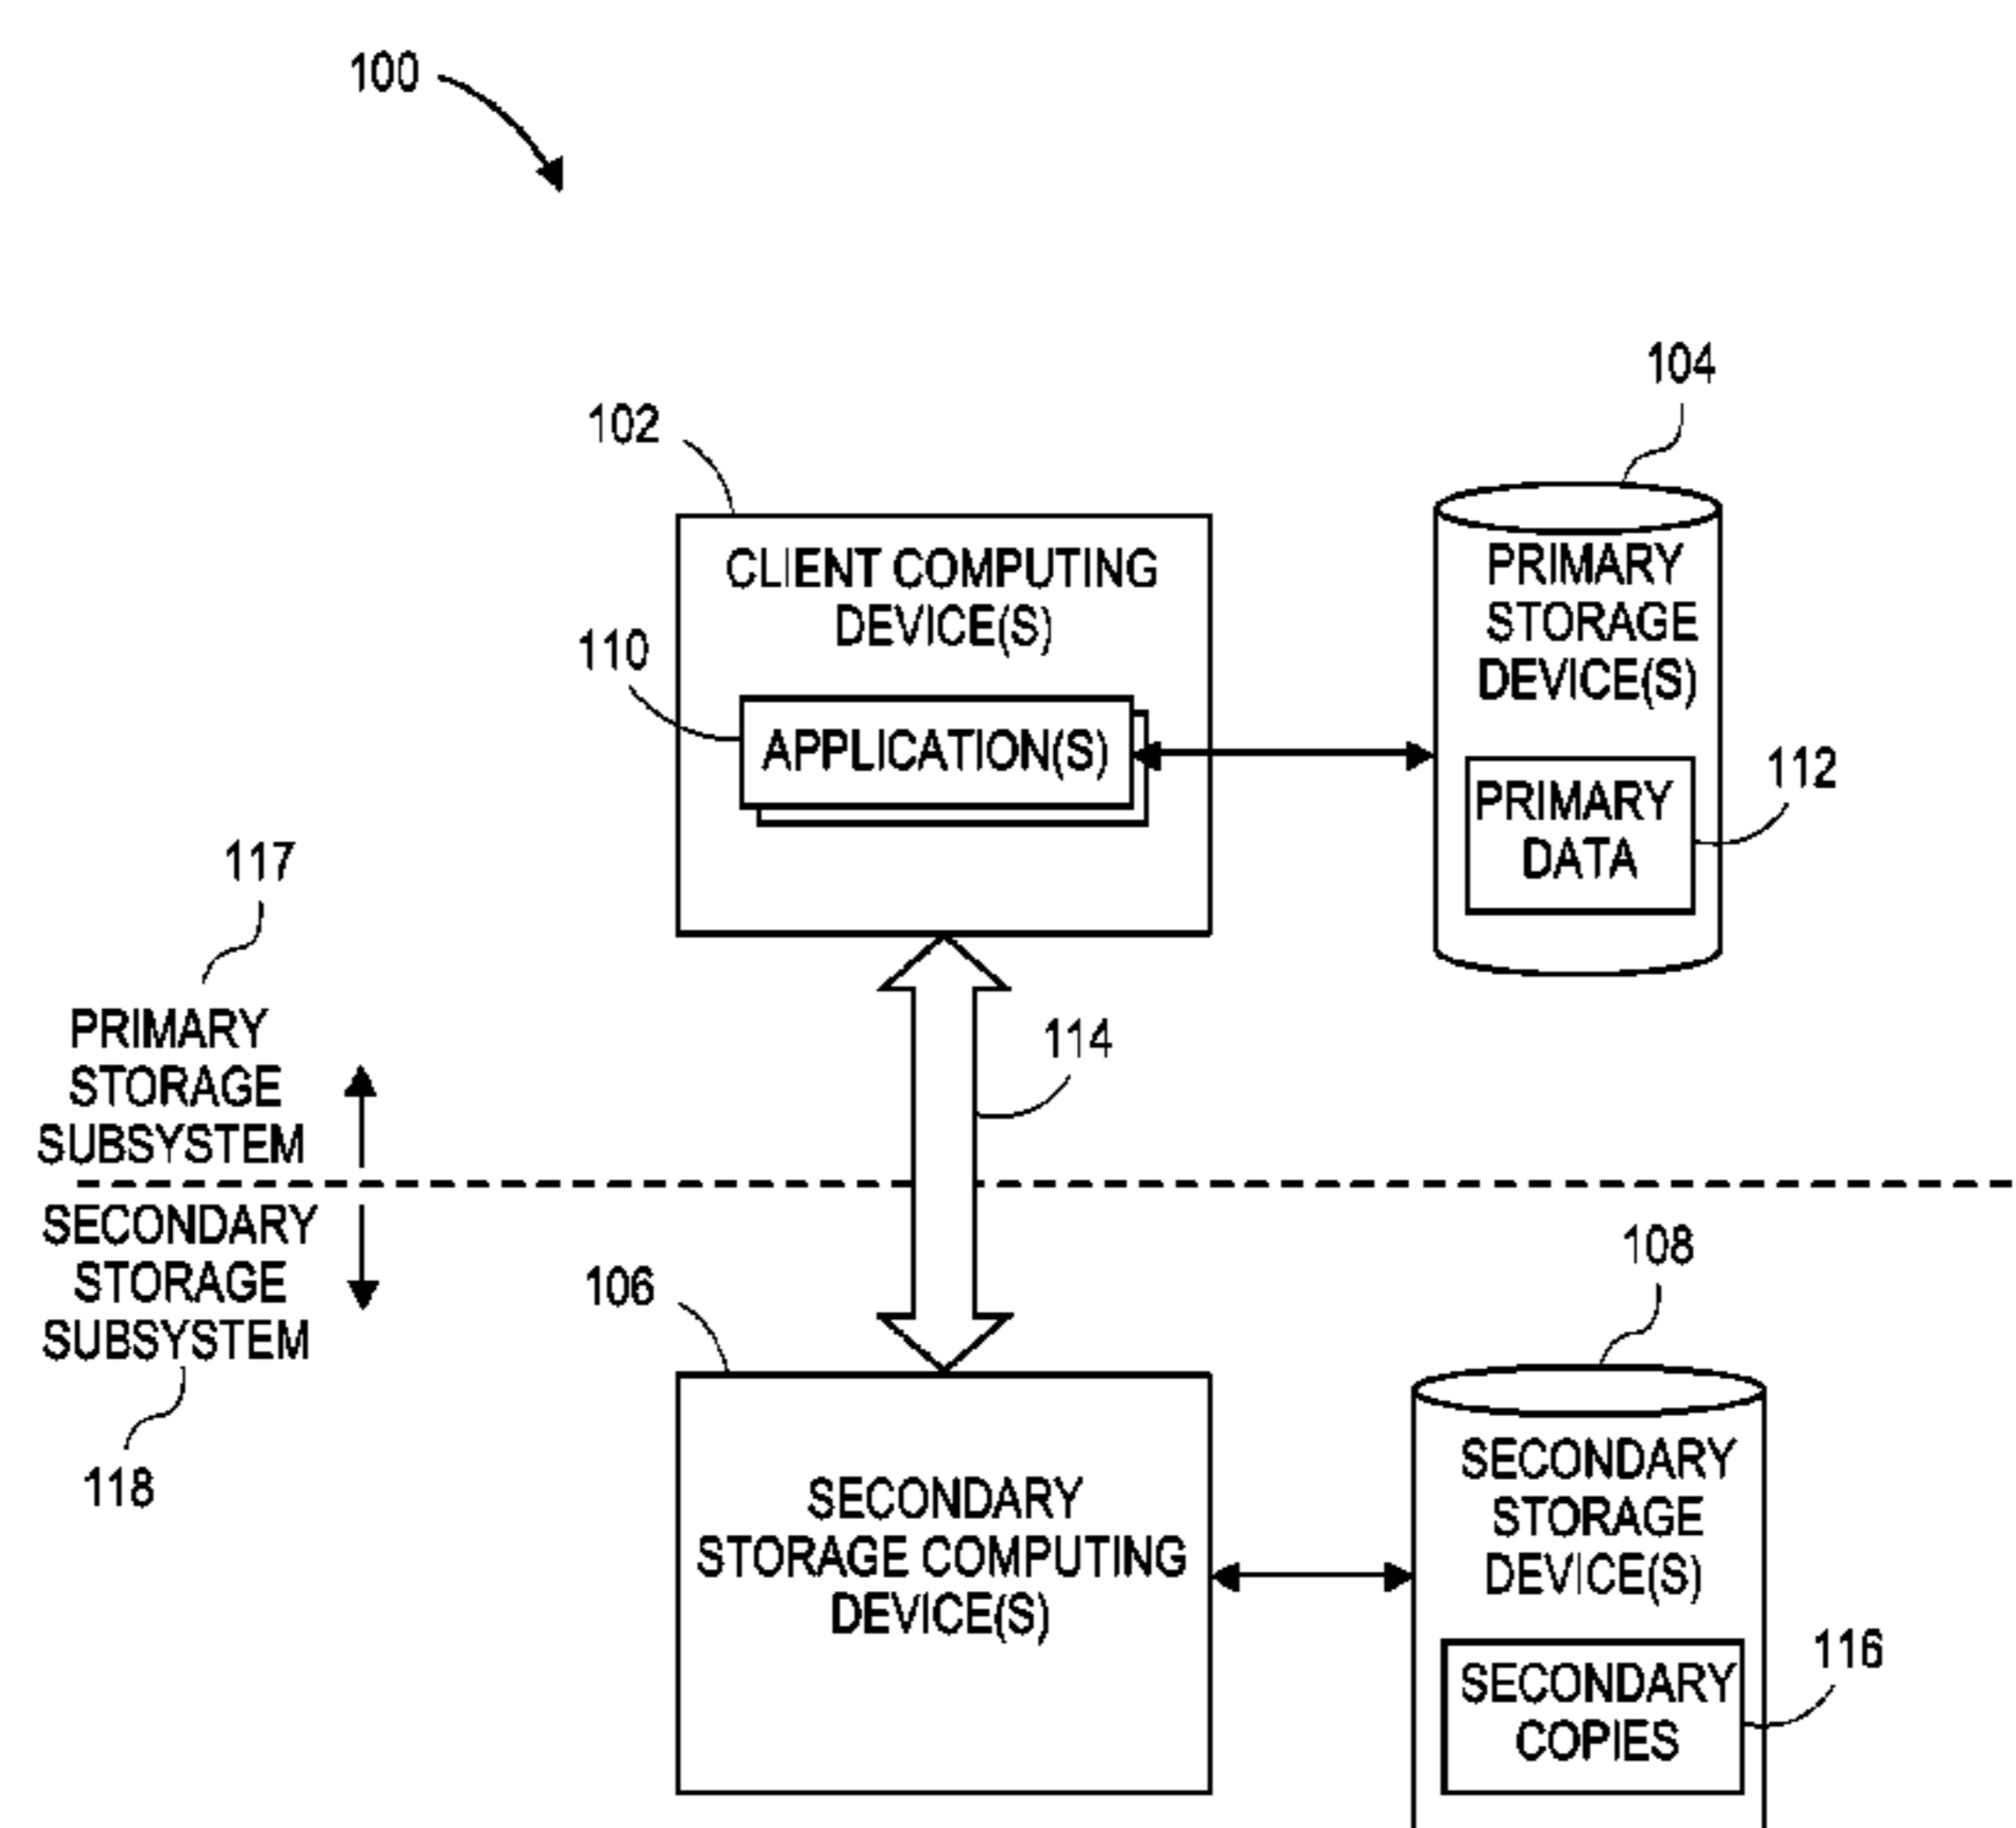 100
104
102
CLIENT COMPUTING
DEVICE(S)
PRIMARY
STORAGE
DEVICE(S)
110
APPLICATION(S)
112
PRIMARY
DATA
117
PRIMARY
STORAGE
SUBSYSTEM
114
SECONDARY
STORAGE
SUBSYSTEM
118
108
106
SECONDARY
STORAGE COMPUTING
DEVICE(S)
SECONDARY
STORAGE
DEVICE(S)
116
SECONDARY
COPIES